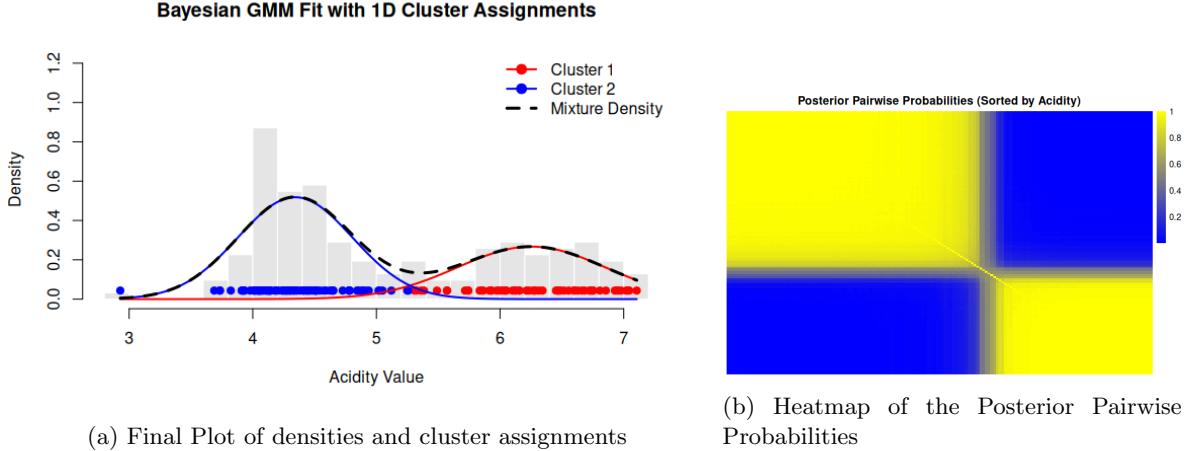 Bayesian GMM Fit with 1D Cluster Assignments
Density
0.0 0.2 0.4 0.6 0.8 1.0 1.2
Cluster 1
Cluster 2
Mixture Density
3 4 5 6 7
Acidity Value
(a) Final Plot of densities and cluster assignments
Posterior Pairwise Probabilities (Sorted by Acidity)
1
0.8
0.6
0.4
0.2
(b) Heatmap of the Posterior Pairwise
Probabilities